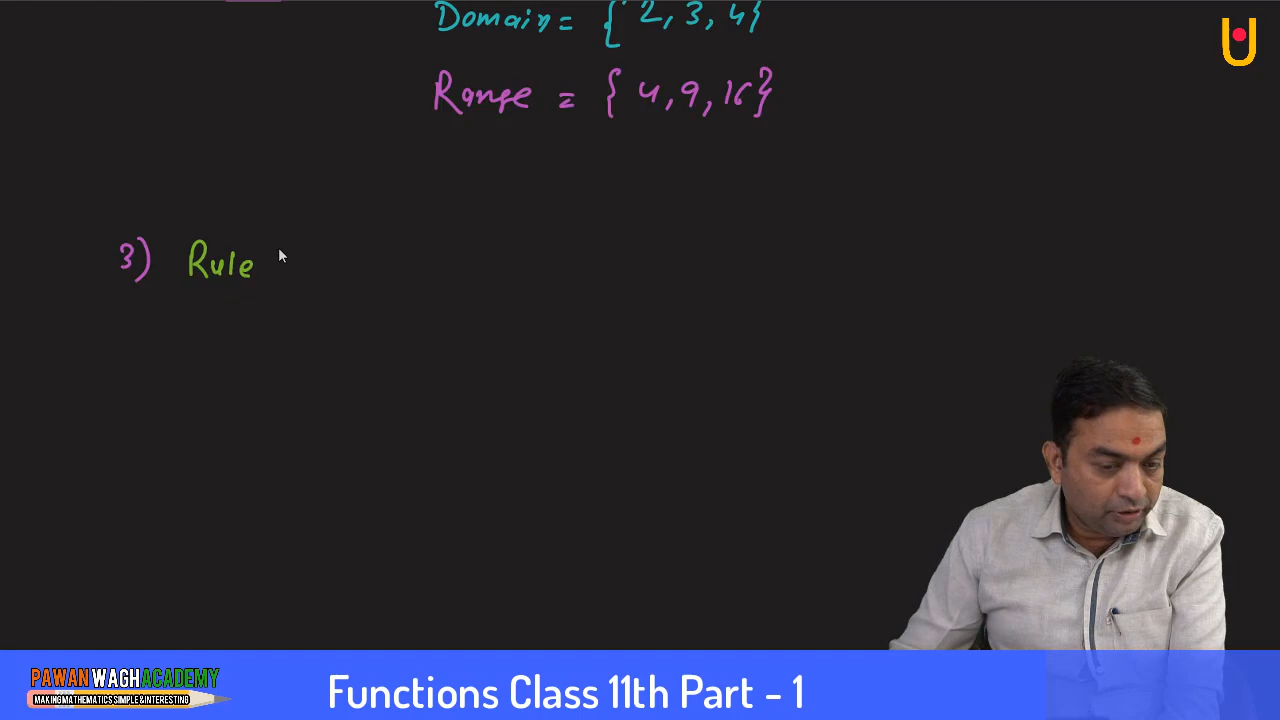 Domain = { 2, 3, 4}
Range = { 4, 9, 16}
3) Rule
PAWAN WAGH ACADEMY
MAKING MATHEMATICS SIMPLE & INTERESTING
Functions Class 11th Part - 1